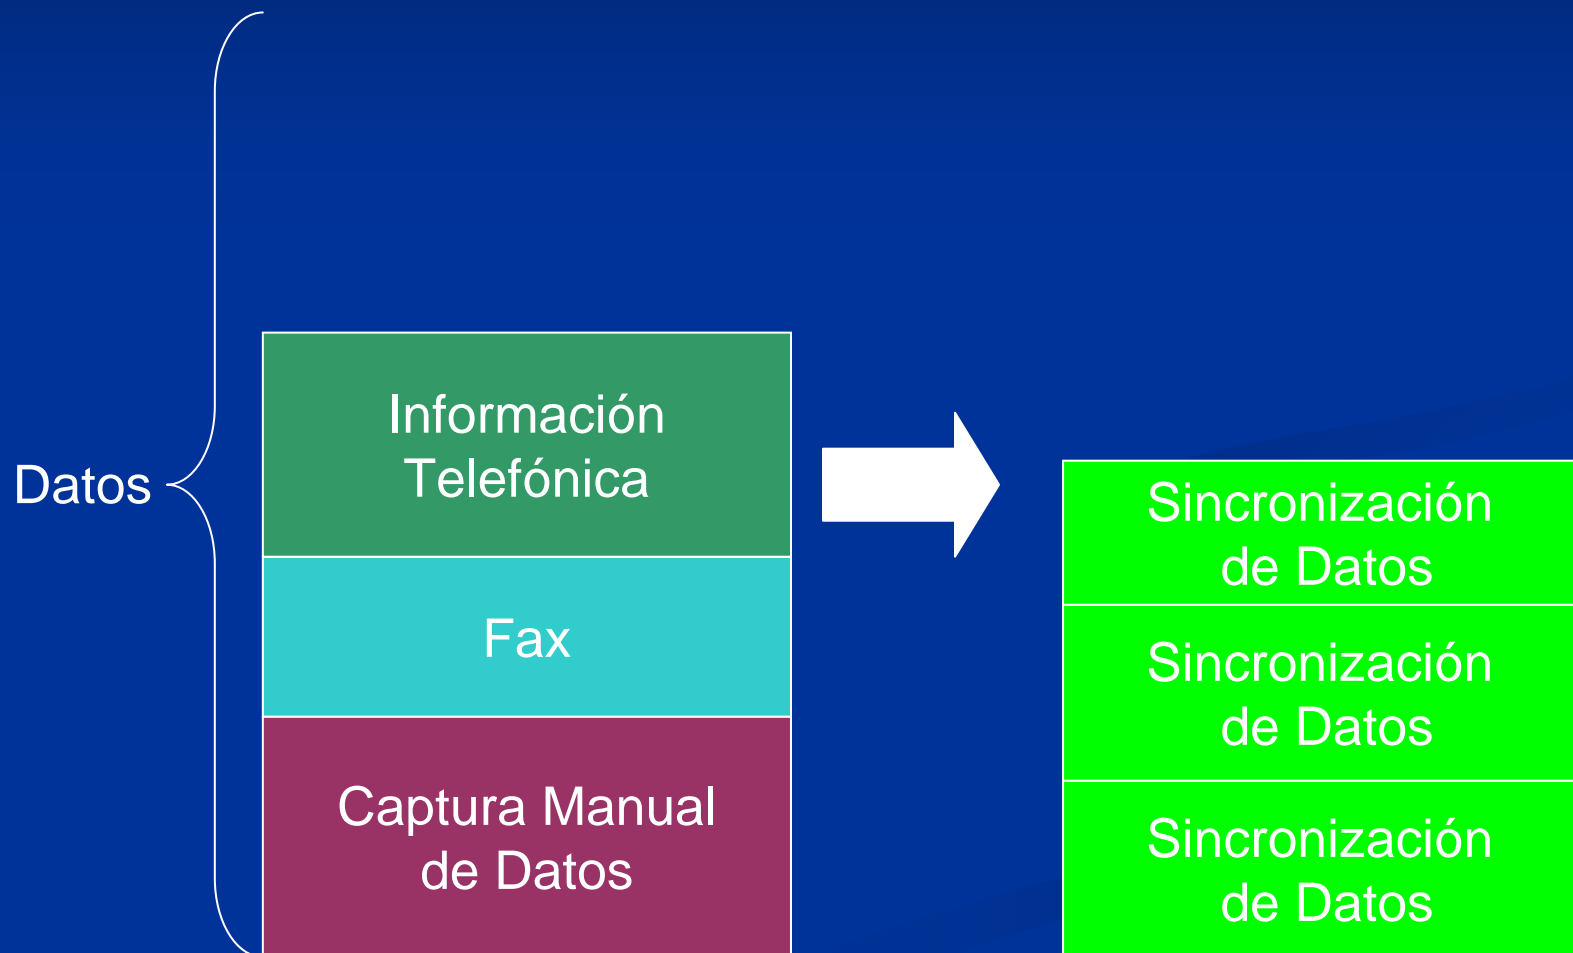 Datos
Información
Telefónica
Fax
Captura Manual
de Datos
Sincronización
de Datos
Sincronización
de Datos
Sincronización
de Datos